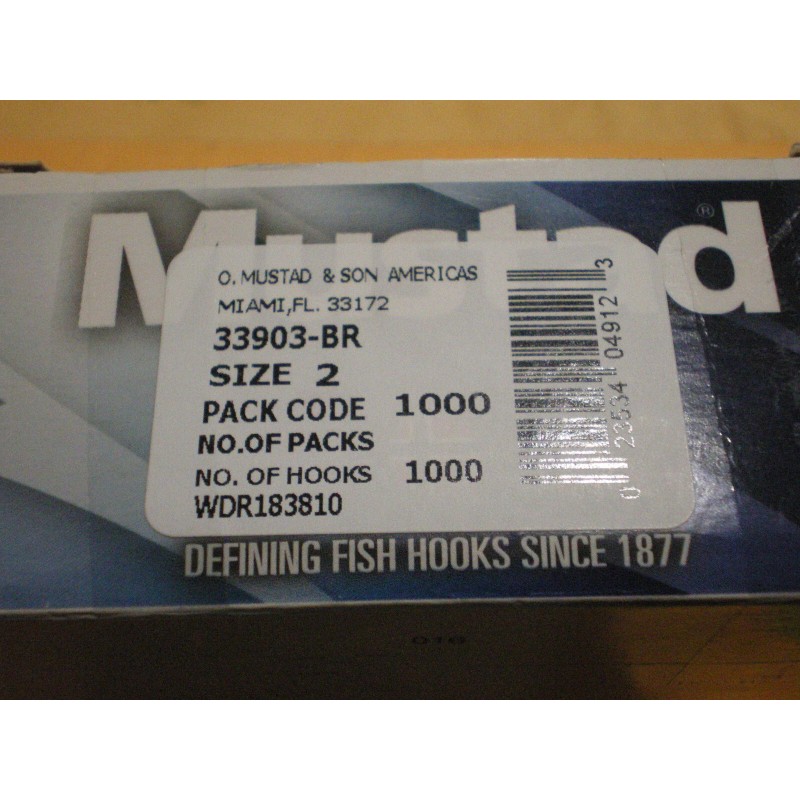 Mustad®
O. MUSTAD & SON AMERICAS
MIAMI,FL. 33172
33903-BR
SIZE 2
PACK CODE 1000
NO.OF PACKS
NO. OF HOOKS 1000
WDR183810
0 23534 04912 3
DEFINING FISH HOOKS SINCE 1877